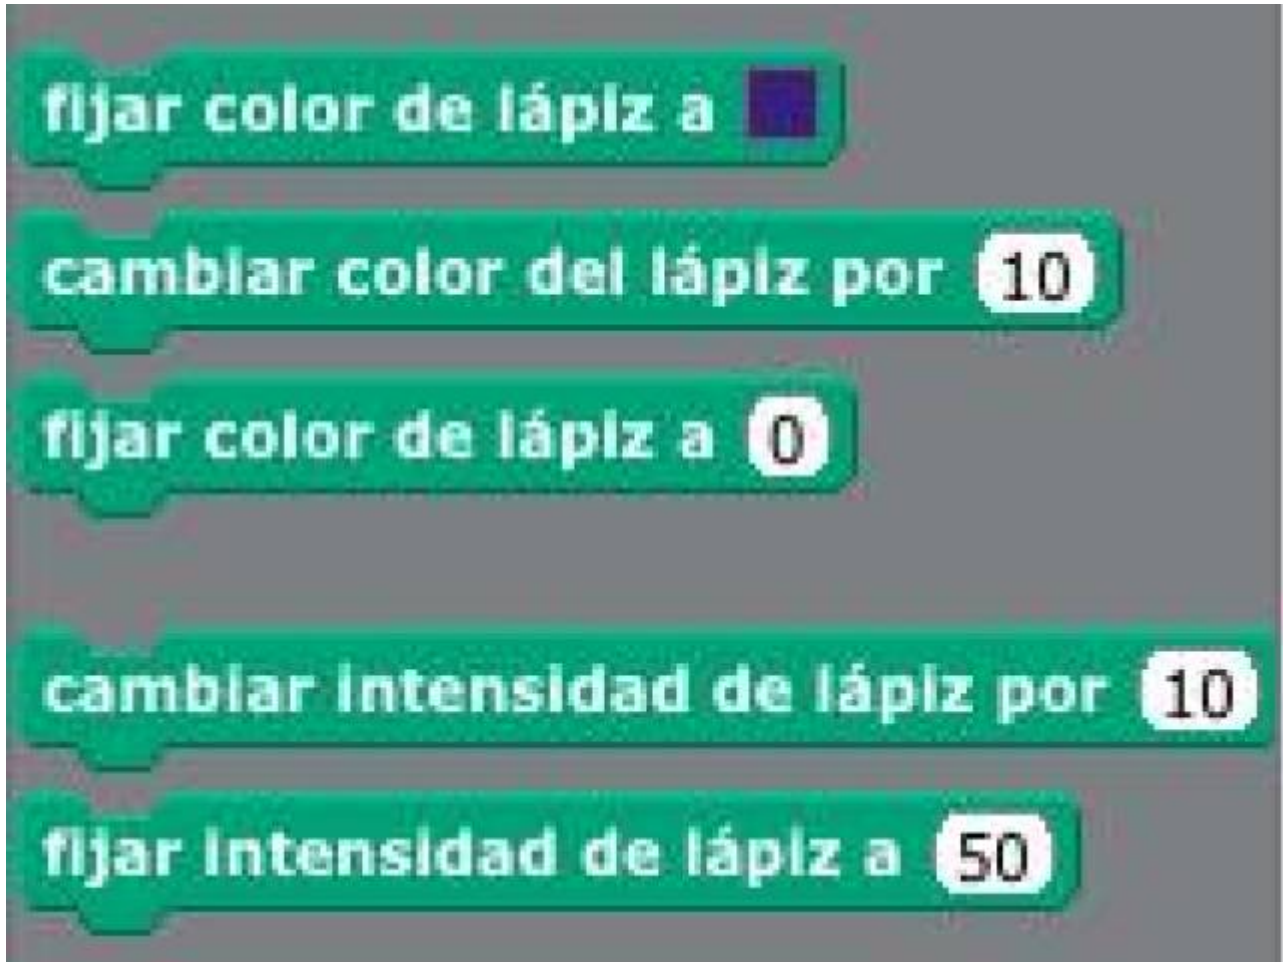 fijar color de lápiz a
cambiar color del lápiz por 10
fijar color de lápiz a 0
cambiar intensidad de lápiz por 10
fijar intensidad de lápiz a 50